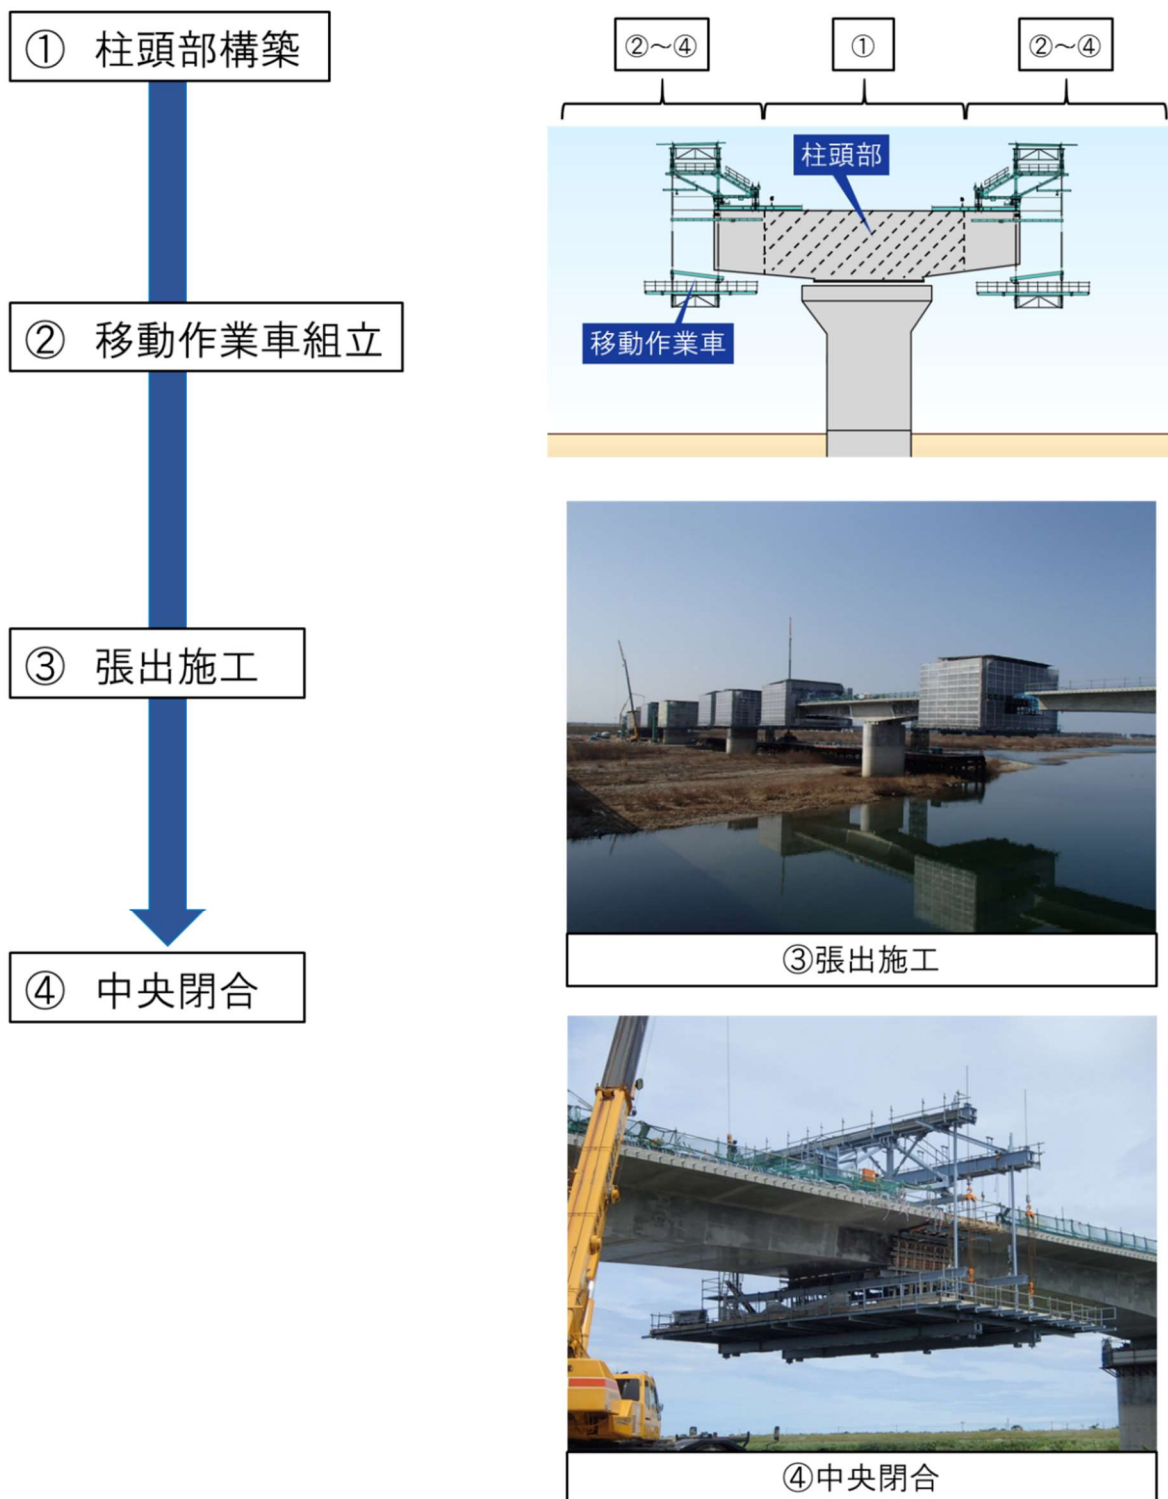 ① 柱頭部構築
② 移動作業車組立
③ 張出施工
④ 中央閉合
②～④
①
②～④
柱頭部
移動作業車
③張出施工
④中央閉合